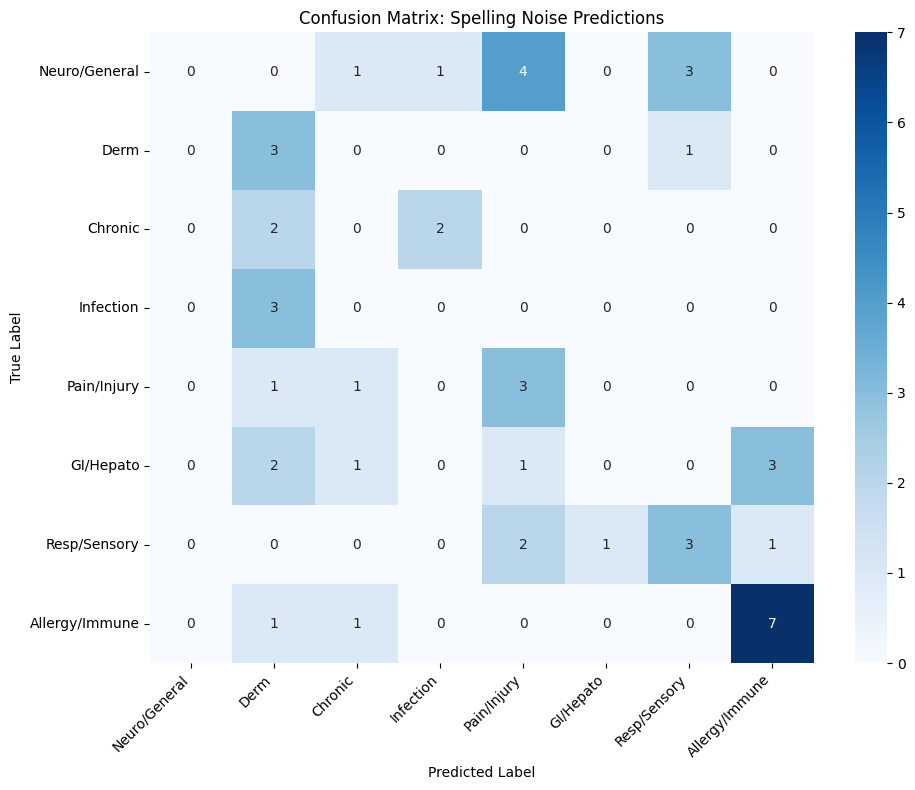 Confusion Matrix: Spelling Noise Predictions
True Label
Neuro/General 0 0 1 1 4 0 3 0
Derm 0 3 0 0 0 0 1 0
Chronic 0 2 0 2 0 0 0 0
Infection 0 3 0 0 0 0 0 0
Pain/Injury 0 1 1 0 3 0 0 0
GI/Hepato 0 2 1 0 1 0 0 3
Resp/Sensory 0 0 0 0 2 1 3 1
Allergy/Immune 0 1 1 0 0 0 0 7
Neuro/General Derm Chronic Infection Pain/Injury GI/Hepato Resp/Sensory Allergy/Immune
Predicted Label
7
6
5
4
3
2
1
0